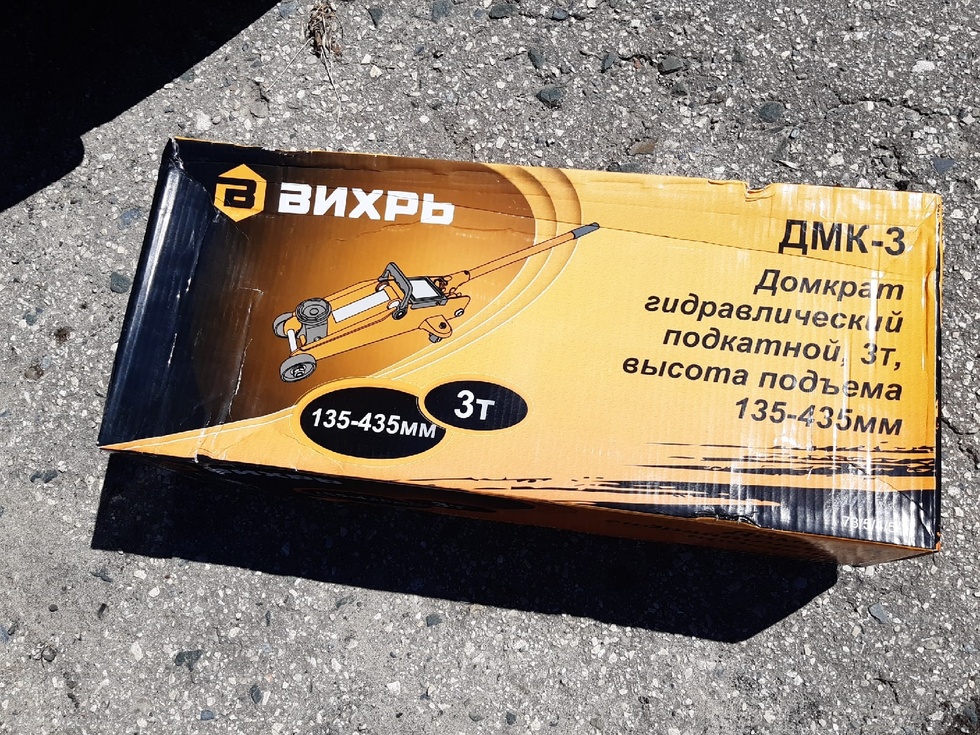 ВИХРЬ
ДМК-3
Домкрат
гидравлический
подкатной, 3т,
высота подъема
135-435мм
135-435мм
3т